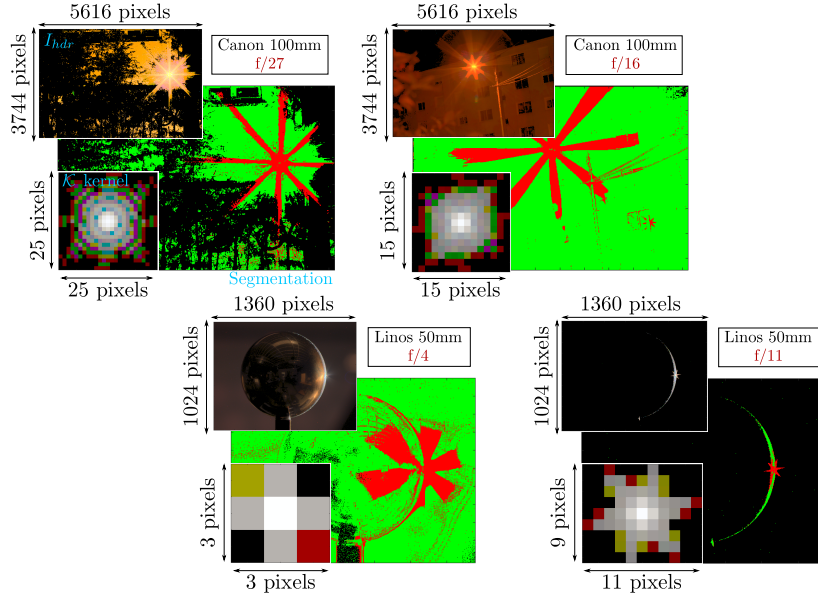 5616 pixels
3744 pixels
I_hdr
Canon 100mm
f/27
K kernel
25 pixels
25 pixels
Segmentation
5616 pixels
3744 pixels
Canon 100mm
f/16
15 pixels
15 pixels
1360 pixels
1024 pixels
Linos 50mm
f/4
3 pixels
3 pixels
1360 pixels
1024 pixels
Linos 50mm
f/11
9 pixels
11 pixels